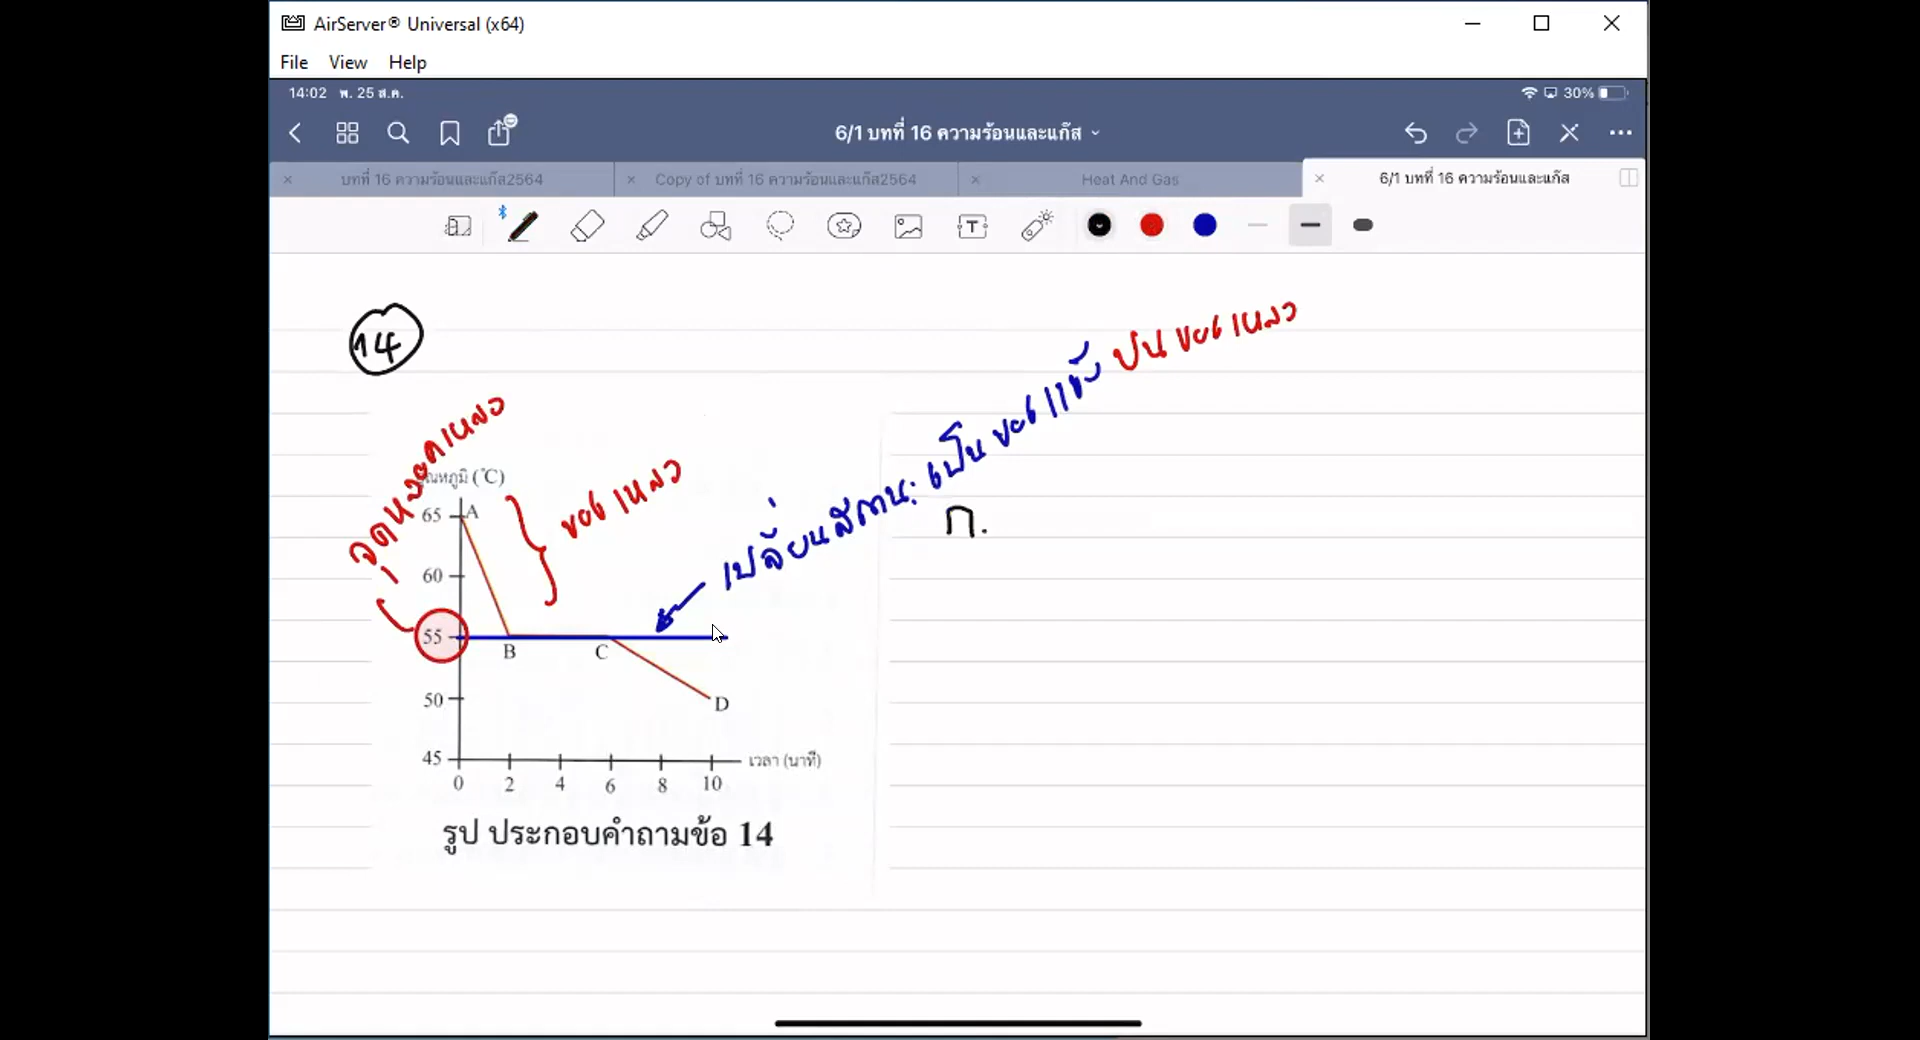 AirServer® Universal (x64)
File View Help
14:02 พ. 25 ส.ค.
30%
6/1 บทที่ 16 ความร้อนและแก๊ส
บทที่ 16 ความร้อนและแก๊ส2564
Copy of บทที่ 16 ความร้อนและแก๊ส2564
Heat And Gas
6/1 บทที่ 16 ความร้อนและแก๊ส
T
14
เปลี่ยนสถานะ เป็นของแข็ง ปนของเหลว
จุดหลอมเหลว
ของเหลว
ก.
(°C)
65 A
60
55
B C
50 D
45
เวลา (นาที)
0 2 4 6 8 10
รูป ประกอบคำถามข้อ 14